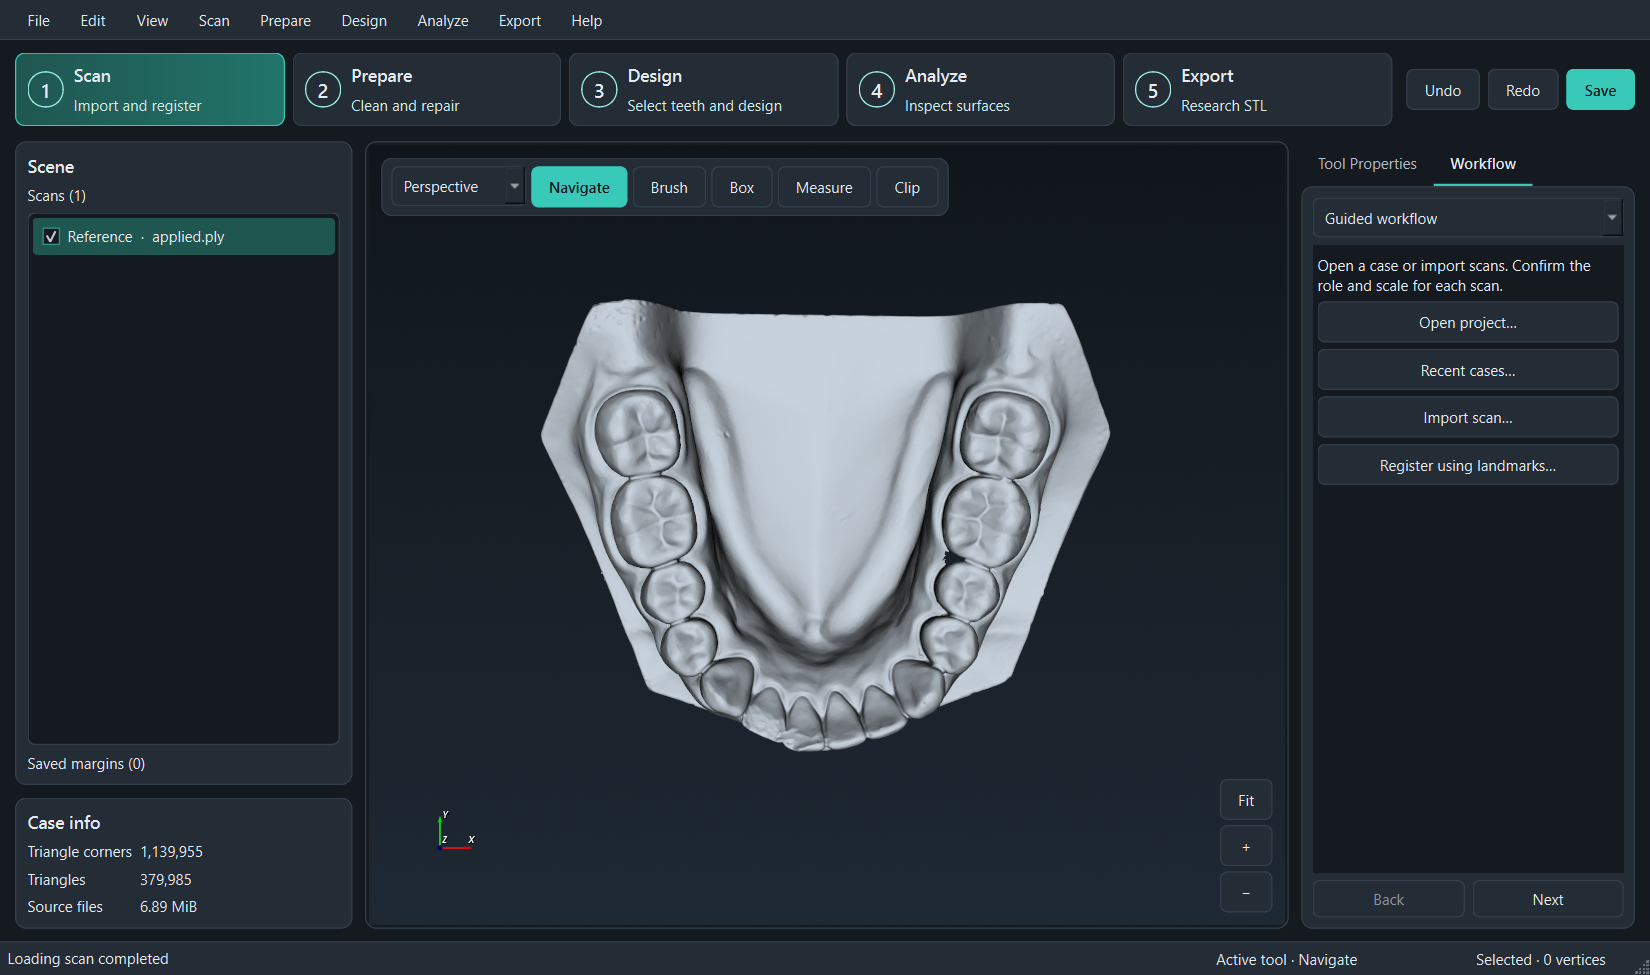 File Edit View Scan Prepare Design Analyze Export Help
1 Scan
Import and register
2 Prepare
Clean and repair
3 Design
Select teeth and design
4 Analyze
Inspect surfaces
5 Export
Research STL
Undo Redo Save
Scene
Scans (1)
Reference · applied.ply
Saved margins (0)
Case info
Triangle corners 1,139,955
Triangles 379,985
Source files 6.89 MiB
Perspective Navigate Brush Box Measure Clip
Y
Z X
Fit
+
−
Tool Properties Workflow
Guided workflow
Open a case or import scans. Confirm the
role and scale for each scan.
Open project...
Recent cases...
Import scan...
Register using landmarks...
Back Next
Loading scan completed
Active tool · Navigate
Selected · 0 vertices